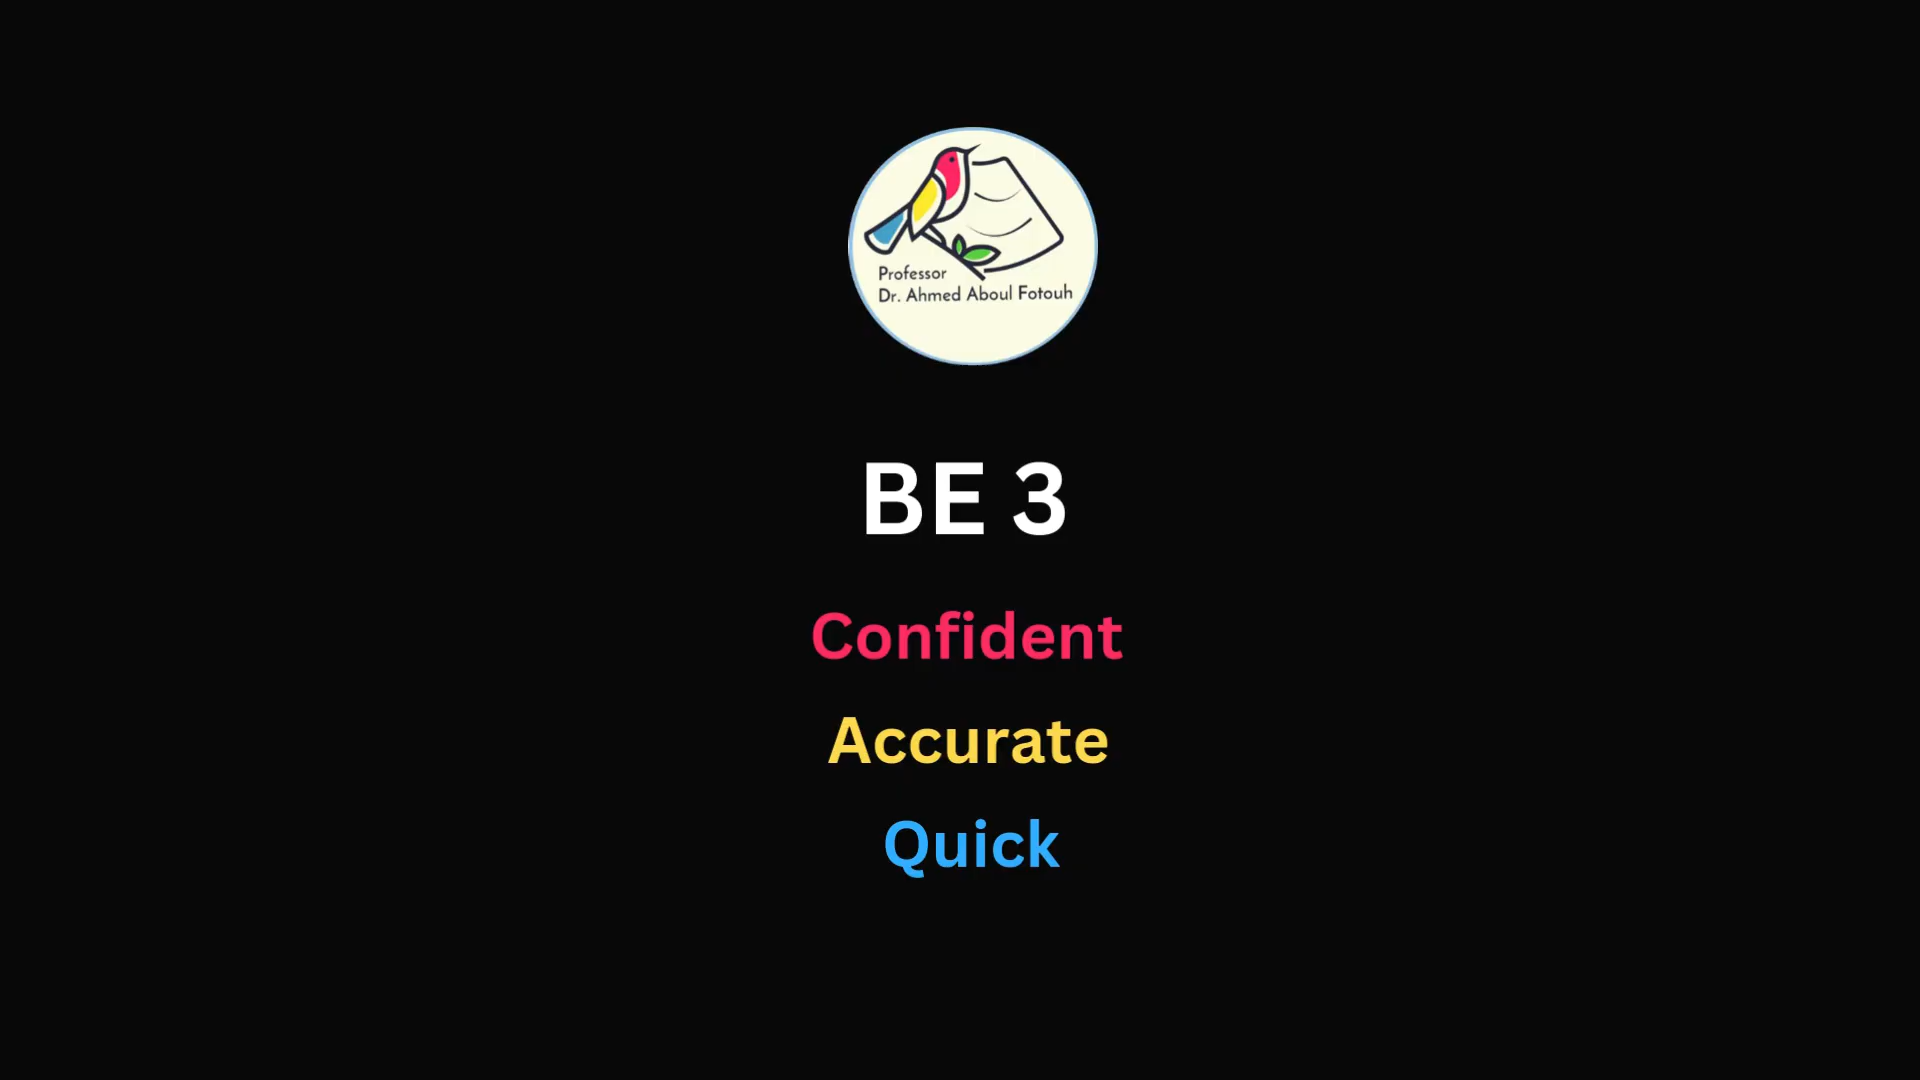 Professor
Dr. Ahmed Aboul Fotouh
BE 3
Confident
Accurate
Quick